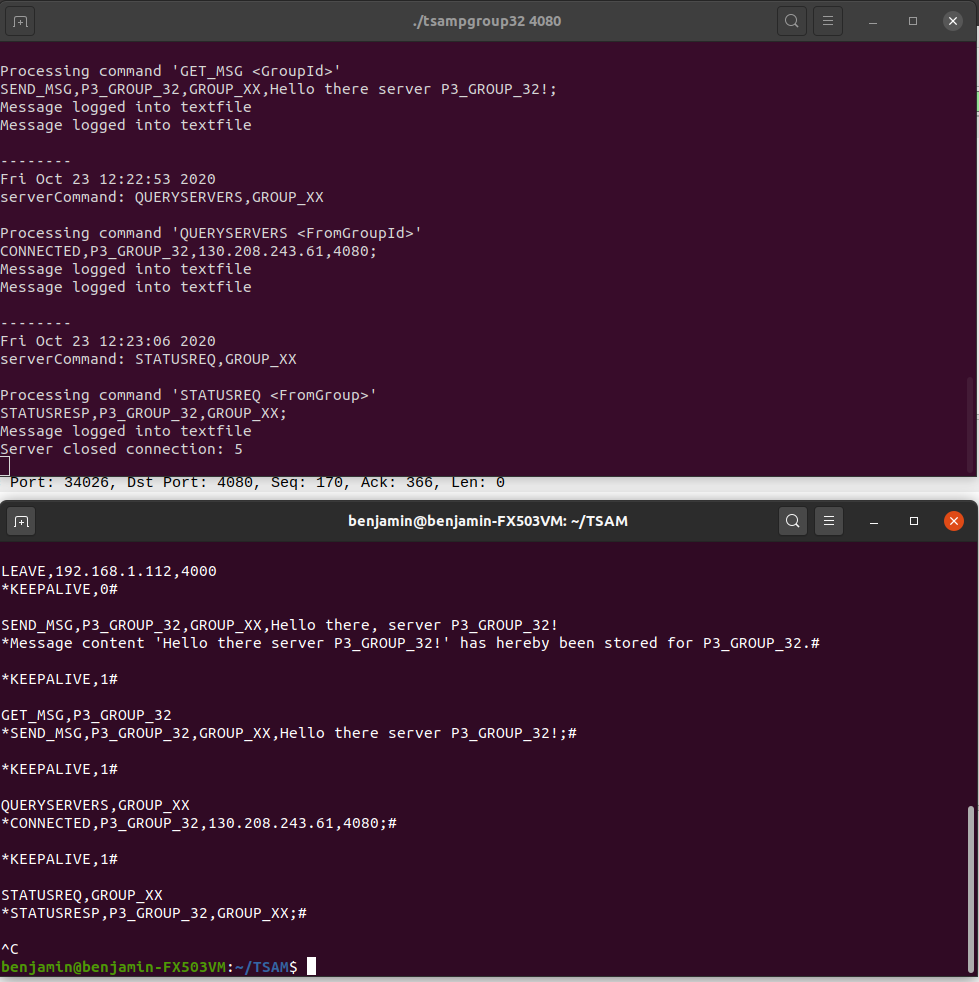 ./tsampgroup32 4080
Processing command 'GET_MSG <GroupId>'
SEND_MSG,P3_GROUP_32,GROUP_XX,Hello there server P3_GROUP_32!;
Message logged into textfile
Message logged into textfile
--------
Fri Oct 23 12:22:53 2020
serverCommand: QUERYSERVERS,GROUP_XX
Processing command 'QUERYSERVERS <FromGroupId>'
CONNECTED,P3_GROUP_32,130.208.243.61,4080;
Message logged into textfile
Message logged into textfile
--------
Fri Oct 23 12:23:06 2020
serverCommand: STATUSREQ,GROUP_XX
Processing command 'STATUSREQ <FromGroup>'
STATUSRESP,P3_GROUP_32,GROUP_XX;
Message logged into textfile
Server closed connection: 5
Port: 34026, Dst Port: 4080, Seq: 170, Ack: 366, Len: 0
benjamin@benjamin-FX503VM: ~/TSAM
LEAVE,192.168.1.112,4000
*KEEPALIVE,0#
SEND_MSG,P3_GROUP_32,GROUP_XX,Hello there, server P3_GROUP_32!
*Message content 'Hello there server P3_GROUP_32!' has hereby been stored for P3_GROUP_32.#
*KEEPALIVE,1#
GET_MSG,P3_GROUP_32
*SEND_MSG,P3_GROUP_32,GROUP_XX,Hello there server P3_GROUP_32!;#
*KEEPALIVE,1#
QUERYSERVERS,GROUP_XX
*CONNECTED,P3_GROUP_32,130.208.243.61,4080;#
*KEEPALIVE,1#
STATUSREQ,GROUP_XX
*STATUSRESP,P3_GROUP_32,GROUP_XX;#
^C
benjamin@benjamin-FX503VM:~/TSAM$